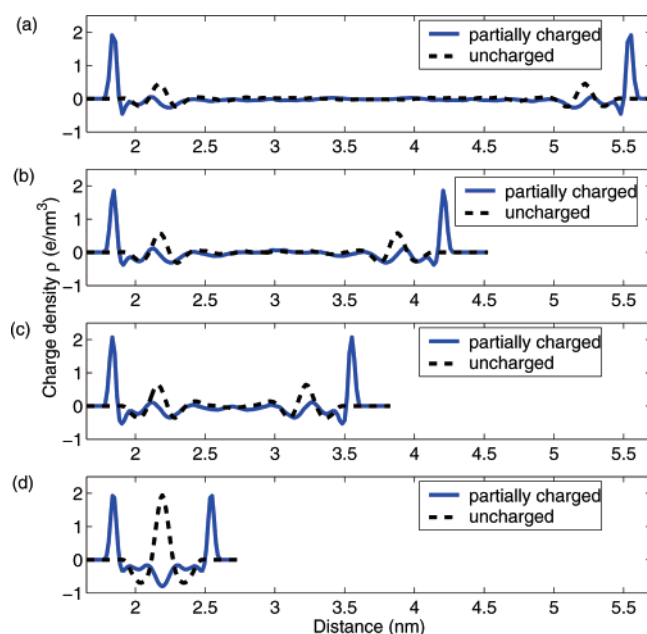 (a)
partially charged
uncharged
2
1
0
−1
2 2.5 3 3.5 4 4.5 5 5.5
(b)
partially charged
uncharged
2
1
0
−1
2 2.5 3 3.5 4 4.5 5 5.5
Charge density ρ (e/nm³)
(c)
partially charged
uncharged
2
1
0
−1
2 2.5 3 3.5 4 4.5 5 5.5
(d)
partially charged
uncharged
2
1
0
−1
2 2.5 3 3.5 4 4.5 5 5.5
Distance (nm)